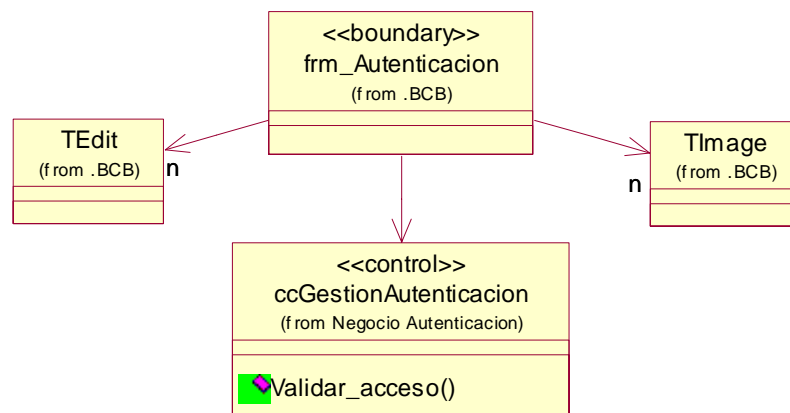 <<boundary>>
frm_Autenticacion
(from .BCB)
TEdit
(from .BCB)
n
TImage
(from .BCB)
n
<<control>>
ccGestionAutenticacion
(from Negocio Autenticacion)
Validar_acceso()